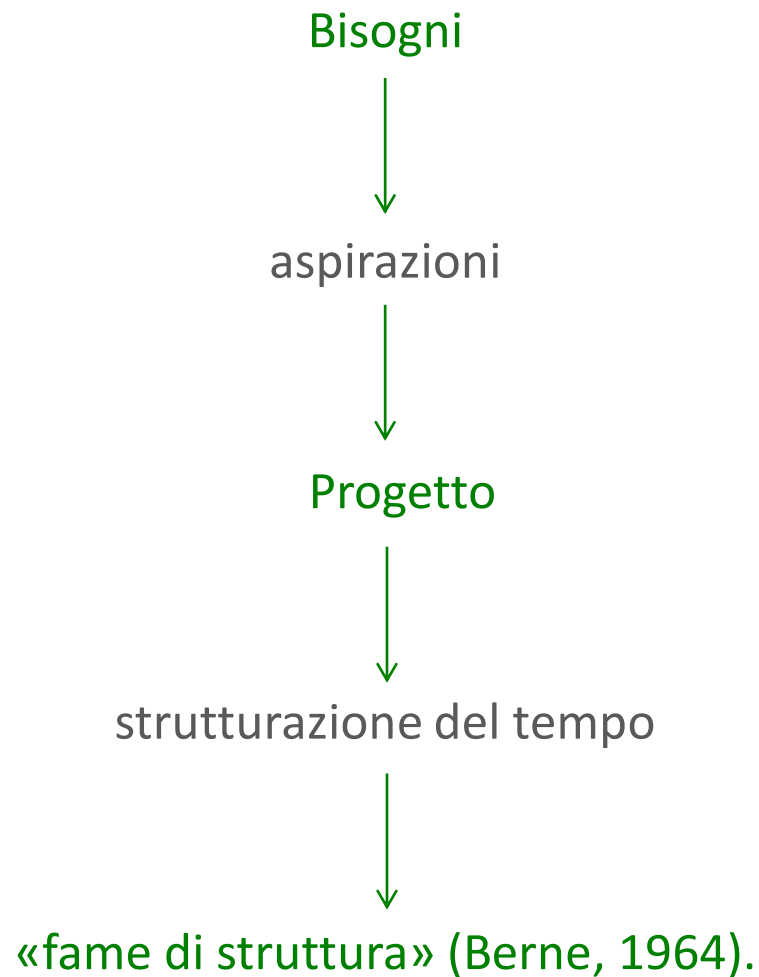 Bisogni
aspirazioni
Progetto
strutturazione del tempo
«fame di struttura» (Berne, 1964).